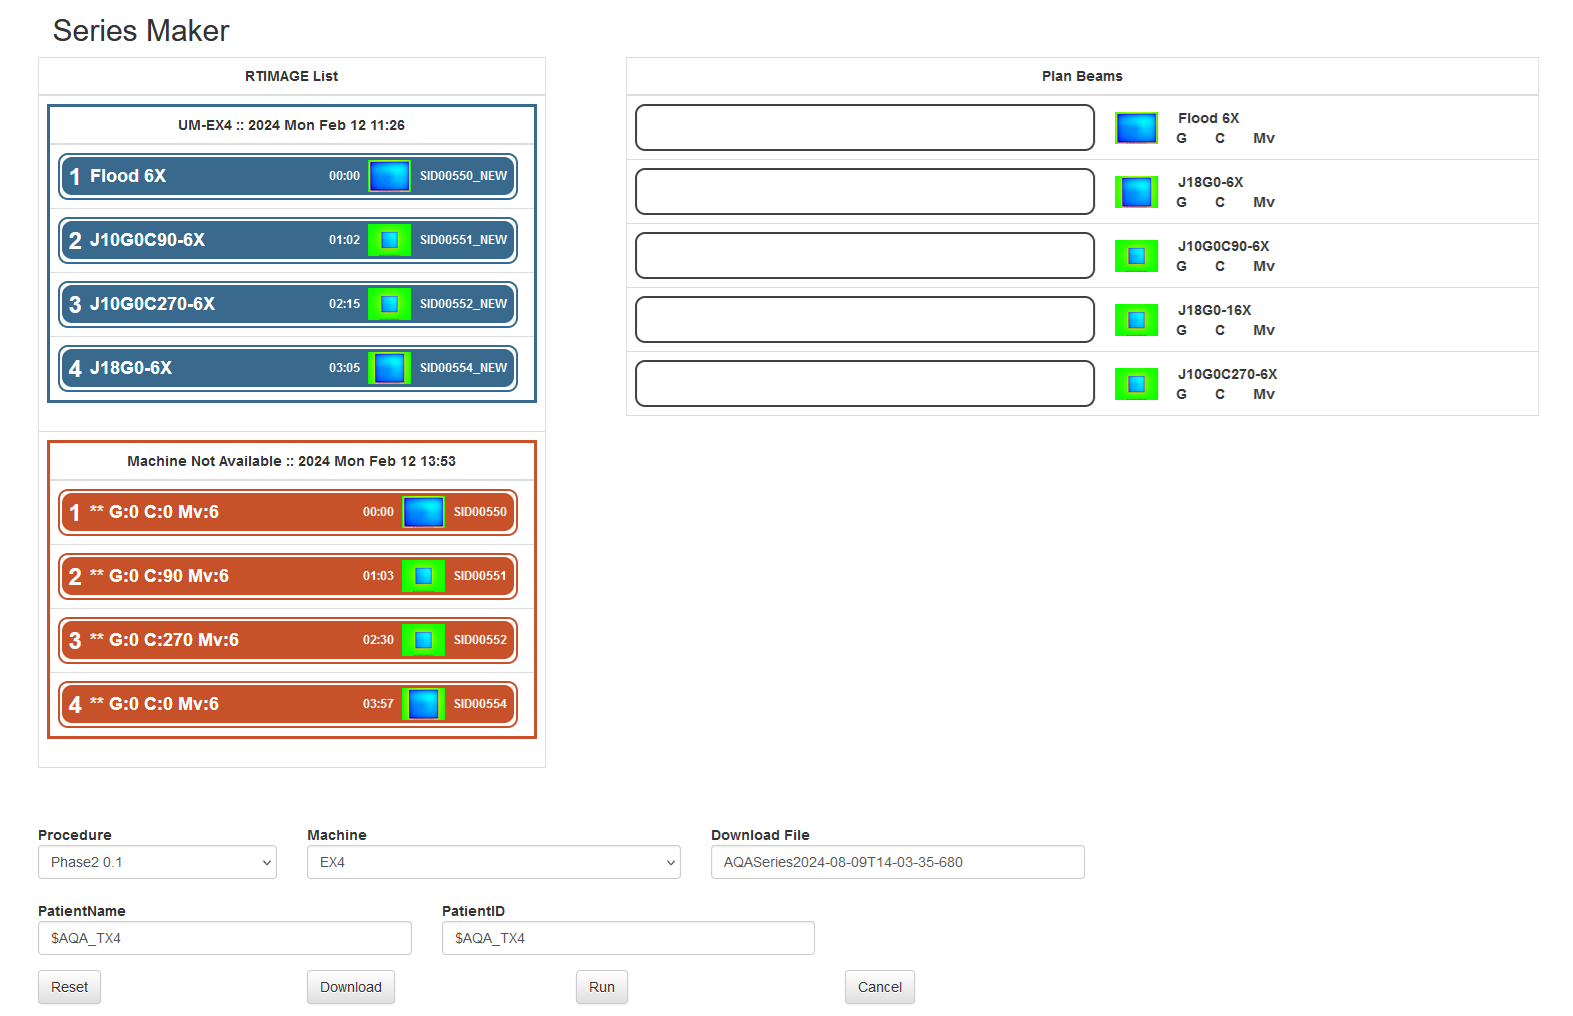 Series Maker
RTIMAGE List
UM-EX4 :: 2024 Mon Feb 12 11:26
1 Flood 6X 00:00 SID00550_NEW
2 J10G0C90-6X 01:02 SID00551_NEW
3 J10G0C270-6X 02:15 SID00552_NEW
4 J18G0-6X 03:05 SID00554_NEW
Machine Not Available :: 2024 Mon Feb 12 13:53
1 ** G:0 C:0 Mv:6 00:00 SID00550
2 ** G:0 C:90 Mv:6 01:03 SID00551
3 ** G:0 C:270 Mv:6 02:30 SID00552
4 ** G:0 C:0 Mv:6 03:57 SID00554
Plan Beams
Flood 6X
G C Mv
J18G0-6X
G C Mv
J10G0C90-6X
G C Mv
J18G0-16X
G C Mv
J10G0C270-6X
G C Mv
Procedure Machine Download File
Phase2 0.1 EX4 AQASeries2024-08-09T14-03-35-680
PatientName PatientID
$AQA_TX4 $AQA_TX4
Reset Download Run Cancel